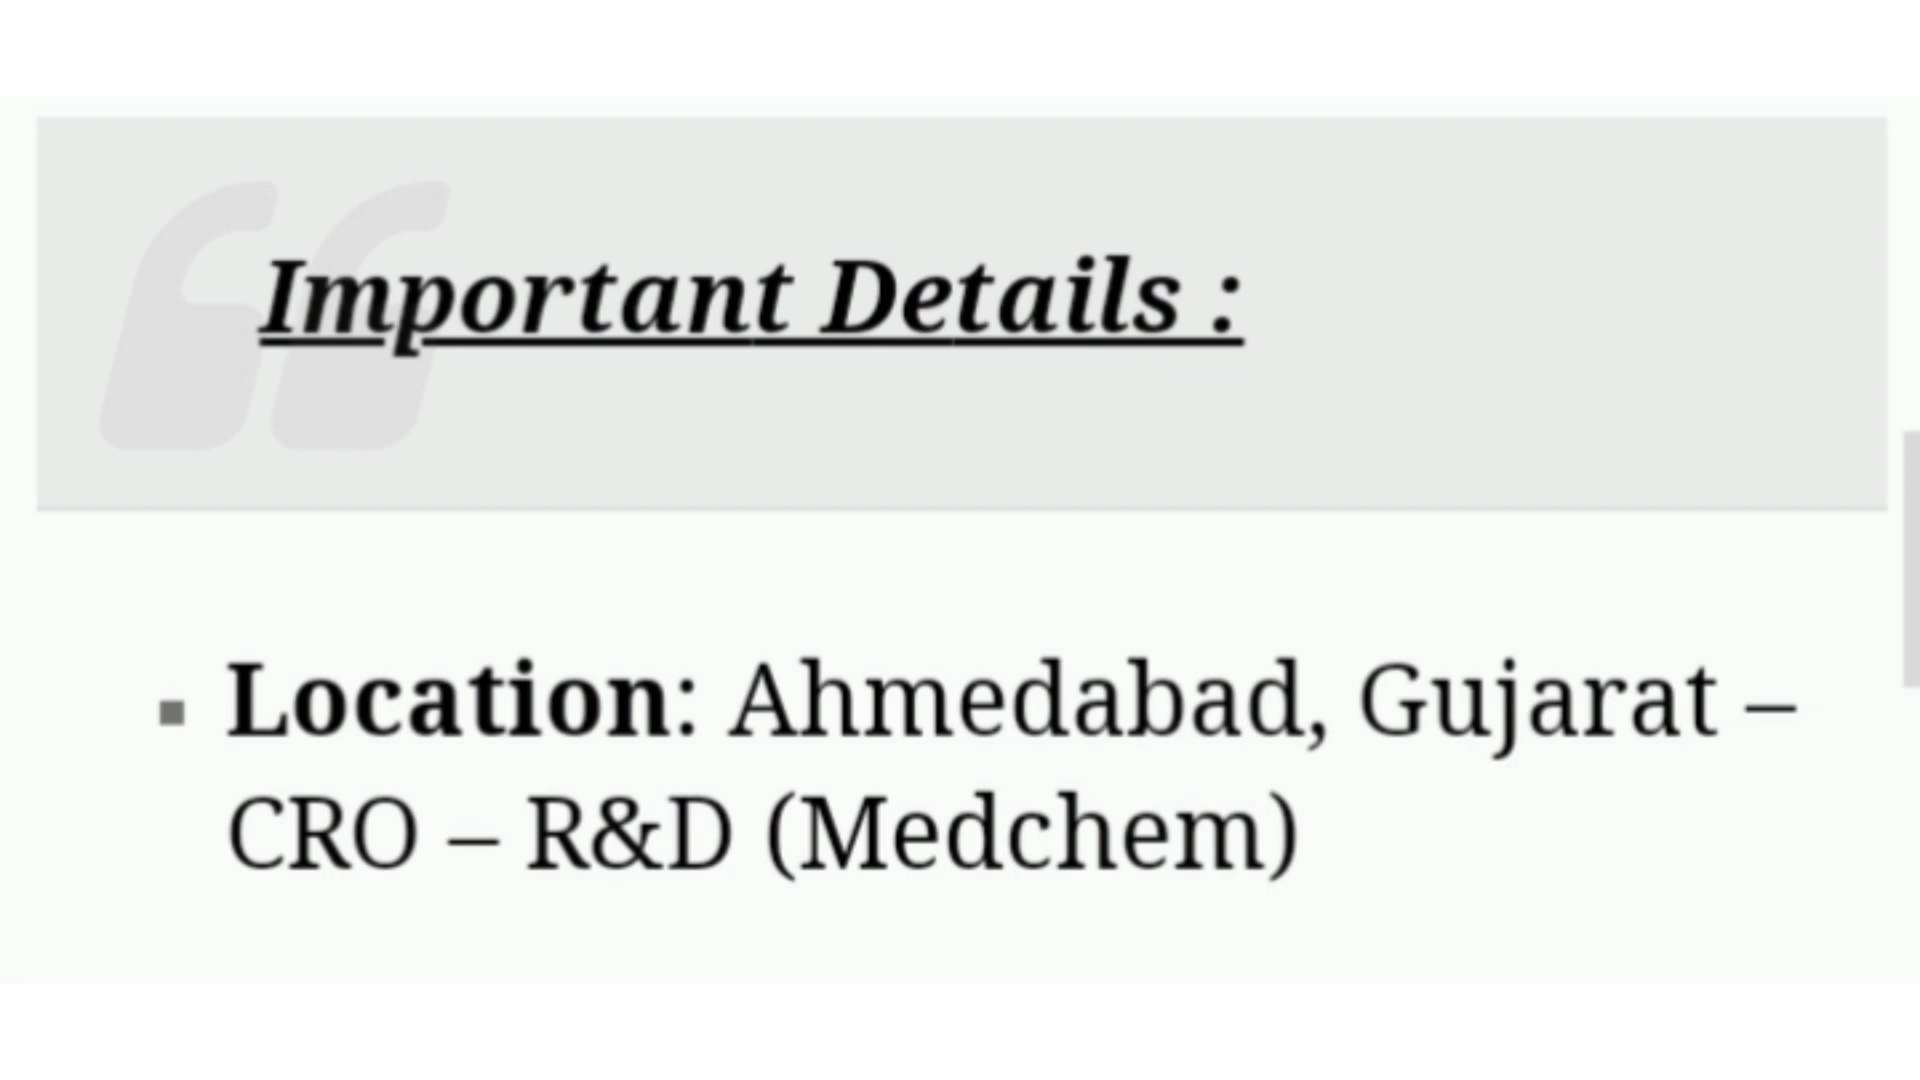 Important Details :
Location: Ahmedabad, Gujarat –
CRO – R&D (Medchem)